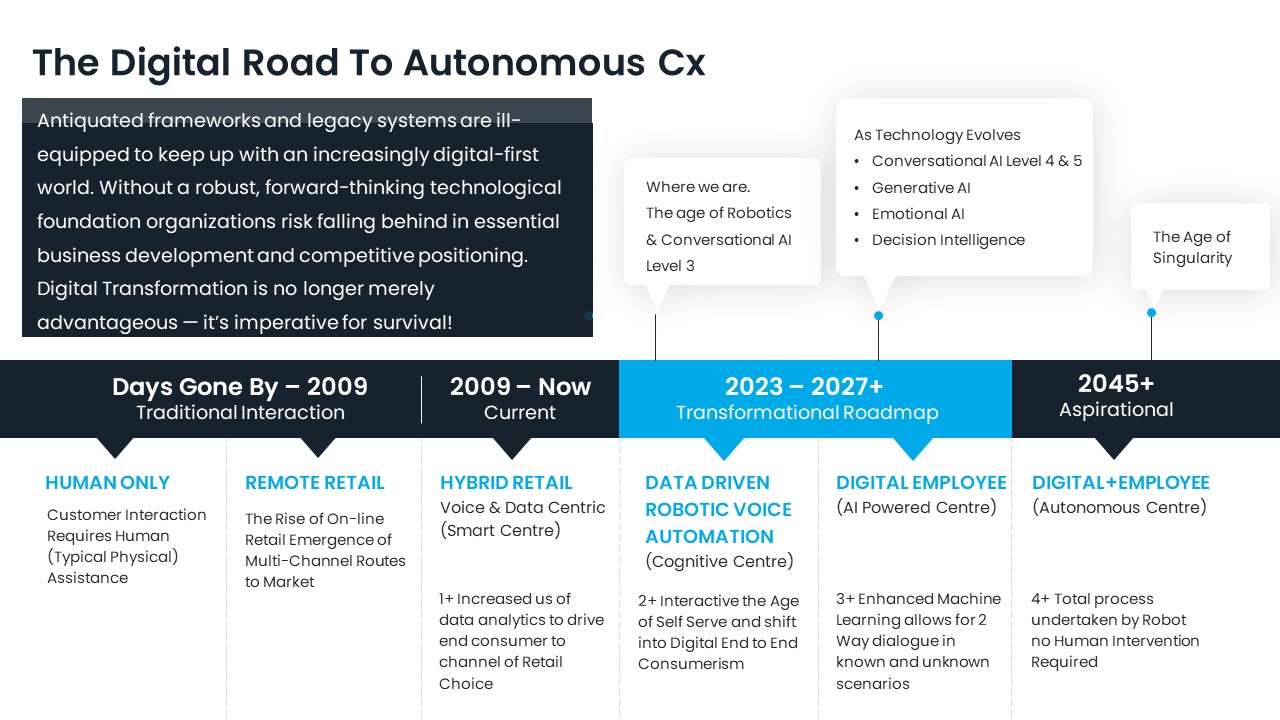 The Digital Road To Autonomous Cx
Antiquated frameworks and legacy systems are ill-
equipped to keep up with an increasingly digital-first
world. Without a robust, forward-thinking technological
foundation organizations risk falling behind in essential
business development and competitive positioning.
Digital Transformation is no longer merely
advantageous — it's imperative for survival!
Where we are.
The age of Robotics
& Conversational AI
Level 3
As Technology Evolves
• Conversational AI Level 4 & 5
• Generative AI
• Emotional AI
• Decision Intelligence
The Age of
Singularity
Days Gone By – 2009
Traditional Interaction
2009 – Now
Current
2023 – 2027+
Transformational Roadmap
2045+
Aspirational
HUMAN ONLY
Customer Interaction
Requires Human
(Typical Physical)
Assistance
REMOTE RETAIL
The Rise of On-line
Retail Emergence of
Multi-Channel Routes
to Market
HYBRID RETAIL
Voice & Data Centric
(Smart Centre)
1+ Increased us of
data analytics to drive
end consumer to
channel of Retail
Choice
DATA DRIVEN
ROBOTIC VOICE
AUTOMATION
(Cognitive Centre)
2+ Interactive the Age
of Self Serve and shift
into Digital End to End
Consumerism
DIGITAL EMPLOYEE
(AI Powered Centre)
3+ Enhanced Machine
Learning allows for 2
Way dialogue in
known and unknown
scenarios
DIGITAL+EMPLOYEE
(Autonomous Centre)
4+ Total process
undertaken by Robot
no Human Intervention
Required